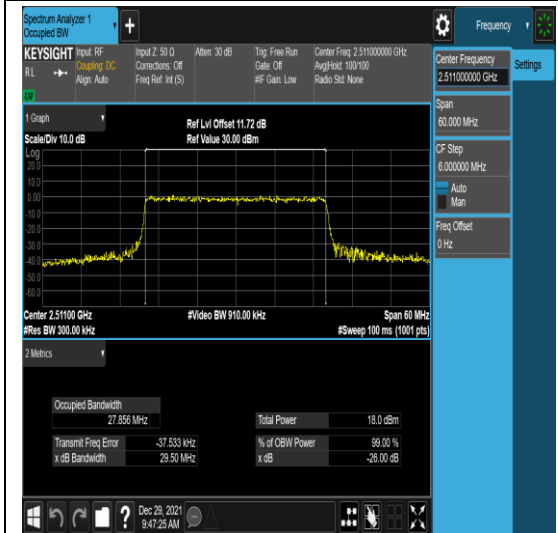 Spectrum Analyzer 1
Occupied BW
Frequency
KEYSIGHT
R L
Input: RF
Coupling: DC
Align: Auto
Input Z: 50 Ω
Corrections: Off
Freq Ref: Int (S)
Atten: 30 dB
Trig: Free Run
Gate: Off
#IF Gain: Low
Center Freq: 2.511000000 GHz
Avg|Hold: 100/100
Radio Std: None
Center Frequency
2.511000000 GHz
Settings
Span
60.000 MHz
CF Step
6.000000 MHz
Auto
Man
Freq Offset
0 Hz
1 Graph
Scale/Div 10.0 dB
Ref Lvl Offset 11.72 dB
Ref Value 30.00 dBm
Log
20.0
10.0
0.00
-10.0
-20.0
-30.0
-40.0
-50.0
-60.0
Center 2.51100 GHz
#Video BW 910.00 kHz
Span 60 MHz
#Res BW 300.00 kHz
#Sweep 100 ms (1001 pts)
2 Metrics
Occupied Bandwidth
27.856 MHz
Total Power 18.0 dBm
Transmit Freq Error -37.533 kHz
% of OBW Power 99.00 %
x dB Bandwidth 29.50 MHz
x dB -26.00 dB
?
Dec 29, 2021
9:47:25 AM